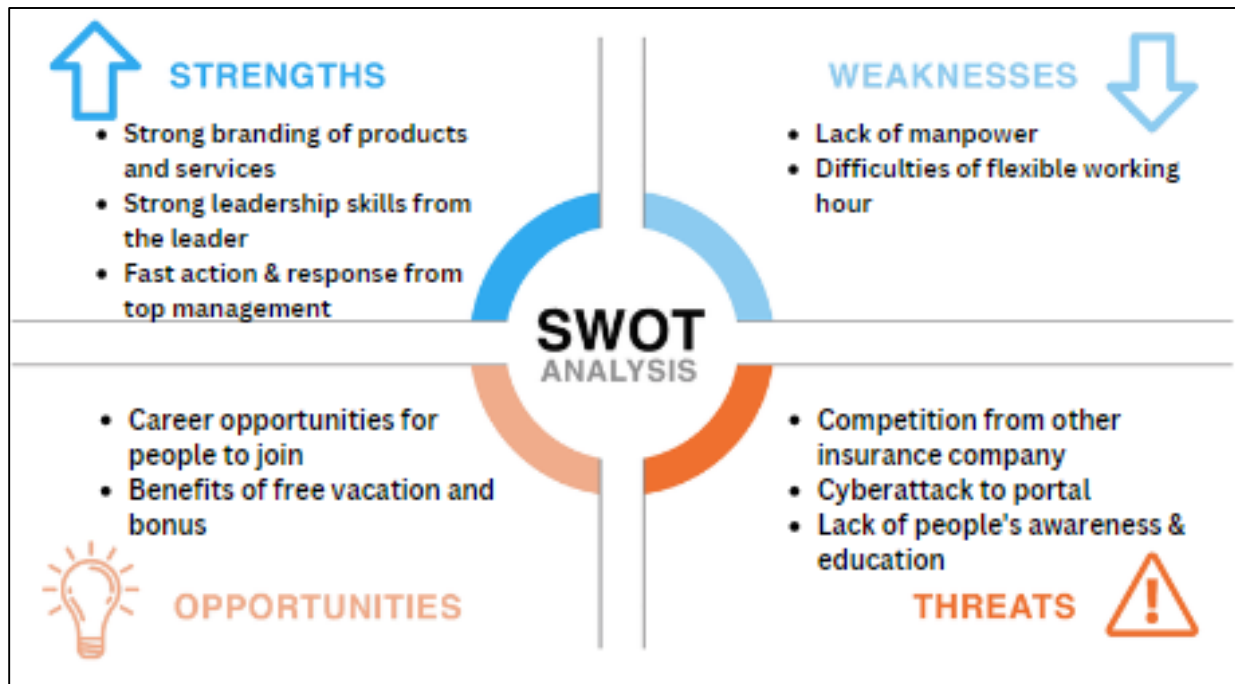 STRENGTHS
• Strong branding of products
and services
• Strong leadership skills from
the leader
• Fast action & response from
top management
WEAKNESSES
• Lack of manpower
• Difficulties of flexible working
hour
SWOT
ANALYSIS
• Career opportunities for
people to join
• Benefits of free vacation and
bonus
OPPORTUNITIES
• Competition from other
insurance company
• Cyberattack to portal
• Lack of people's awareness &
education
THREATS